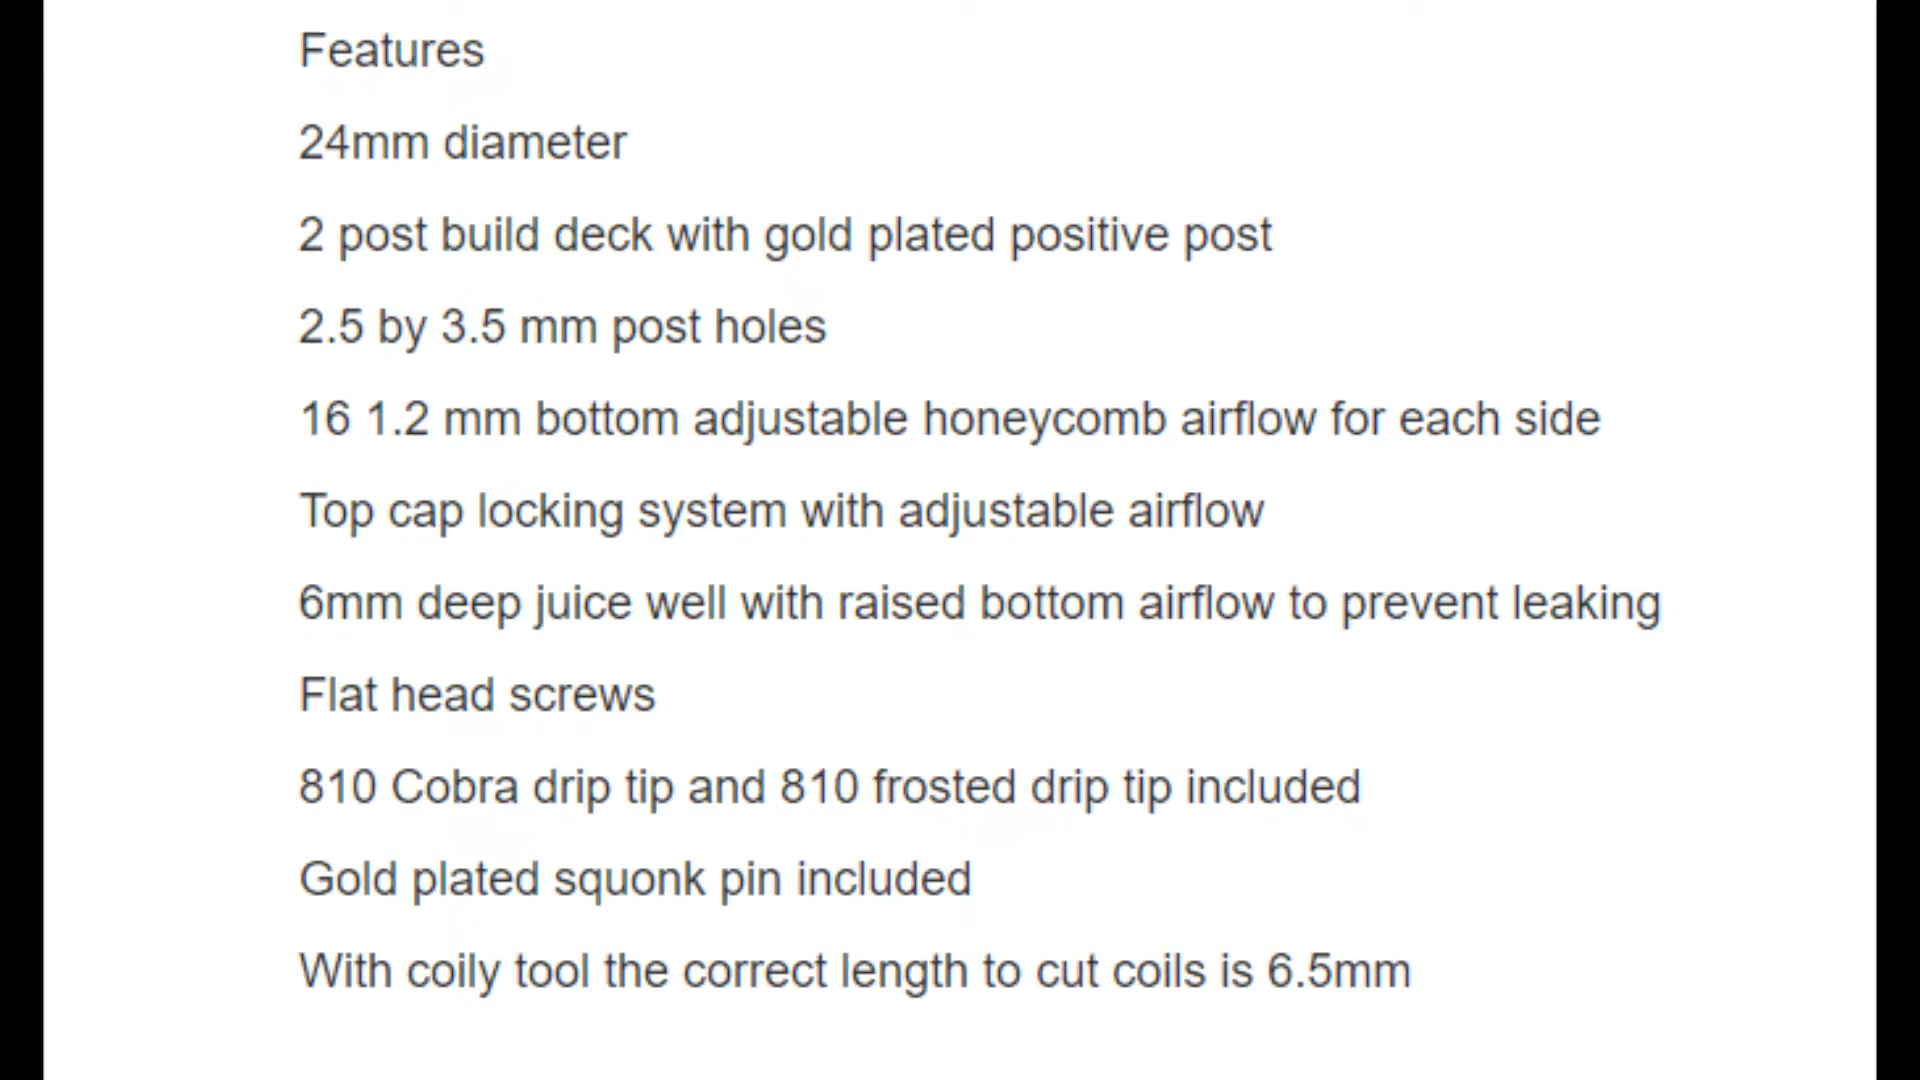 Features
24mm diameter
2 post build deck with gold plated positive post
2.5 by 3.5 mm post holes
16 1.2 mm bottom adjustable honeycomb airflow for each side
Top cap locking system with adjustable airflow
6mm deep juice well with raised bottom airflow to prevent leaking
Flat head screws
810 Cobra drip tip and 810 frosted drip tip included
Gold plated squonk pin included
With coily tool the correct length to cut coils is 6.5mm